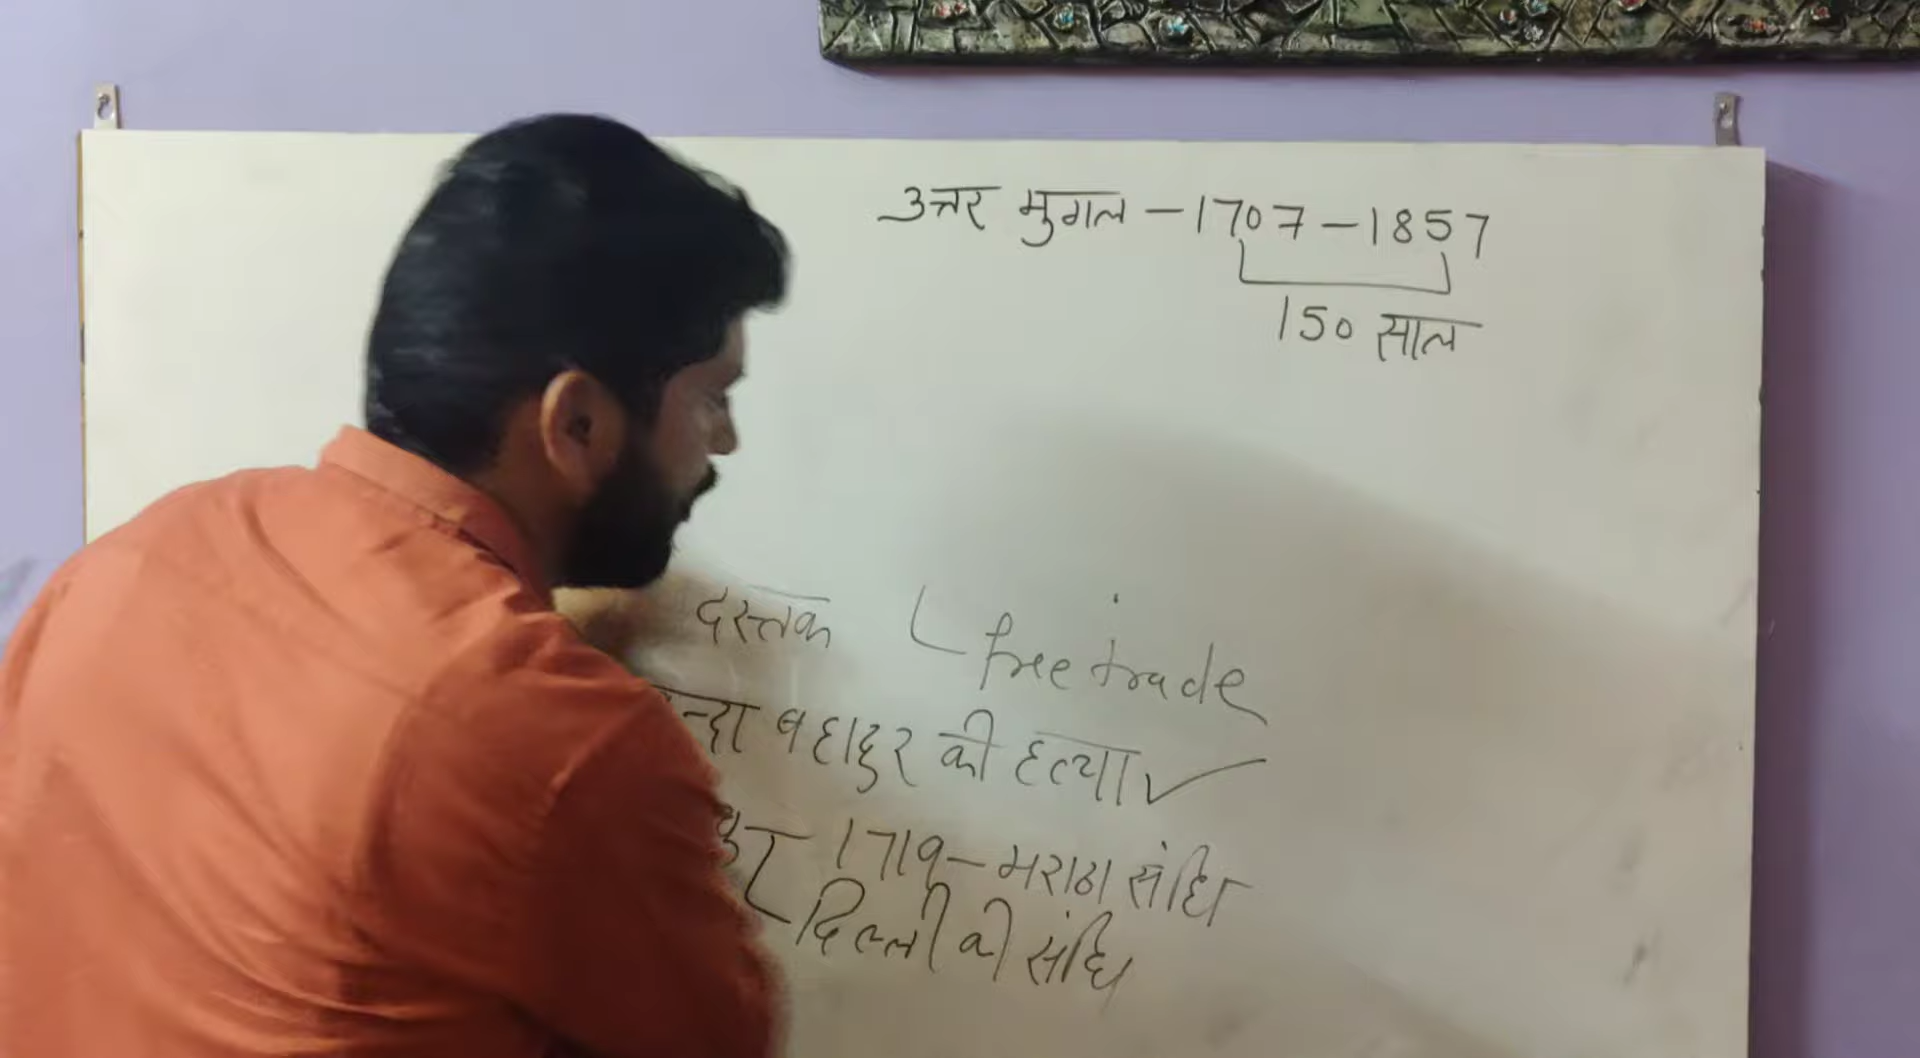 उत्तर मुगल - 1707 - 1857
150 साल
दस्तक free trade
बहादुर की हत्या ✓
1719 - मराठा संधि
दिल्ली की संधि